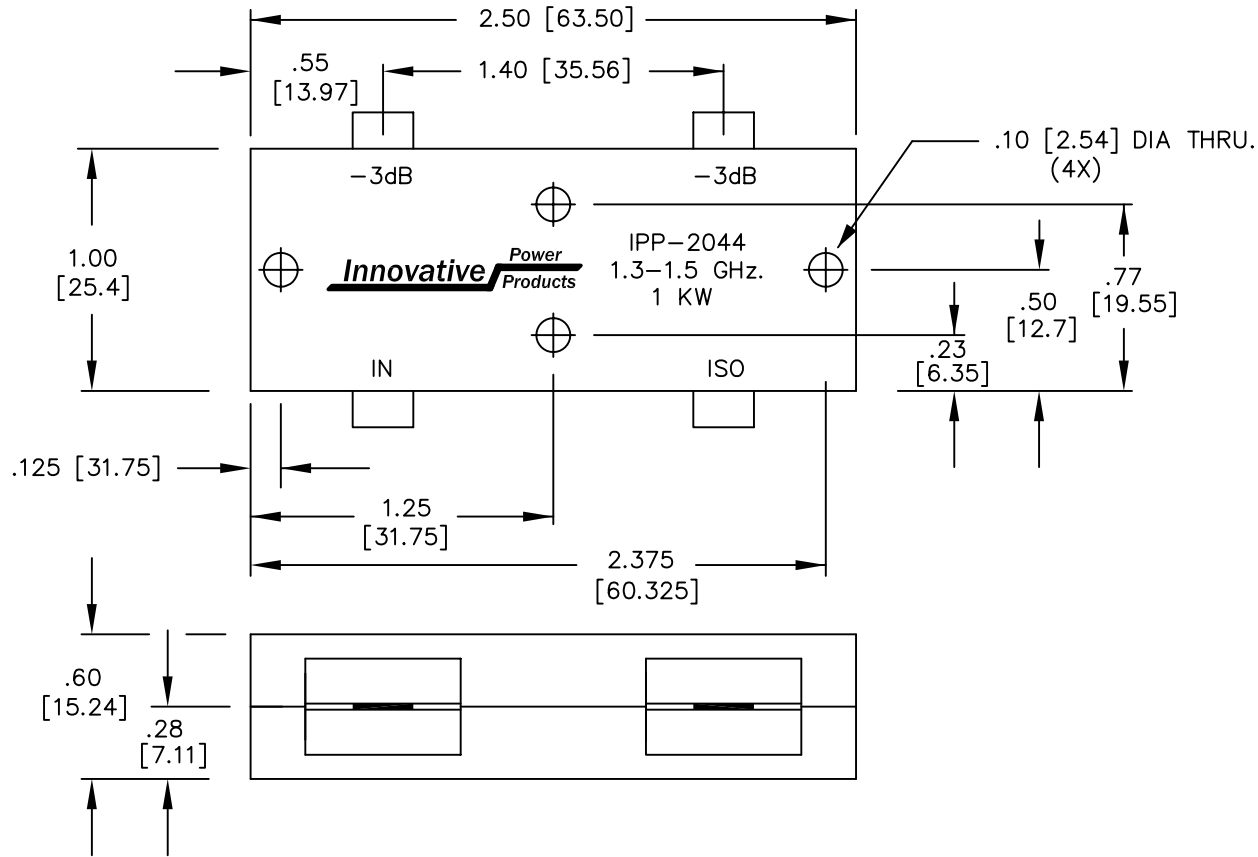 2.50 [63.50]
.55
[13.97]
1.40 [35.56]
.10 [2.54] DIA THRU.
(4X)
-3dB
-3dB
1.00
[25.4]
Innovative Power
Products
IPP-2044
1.3-1.5 GHz.
1 KW
.77
[19.55]
.50
[12.7]
.23
[6.35]
IN
ISO
.125 [31.75]
1.25
[31.75]
2.375
[60.325]
.60
[15.24]
.28
[7.11]